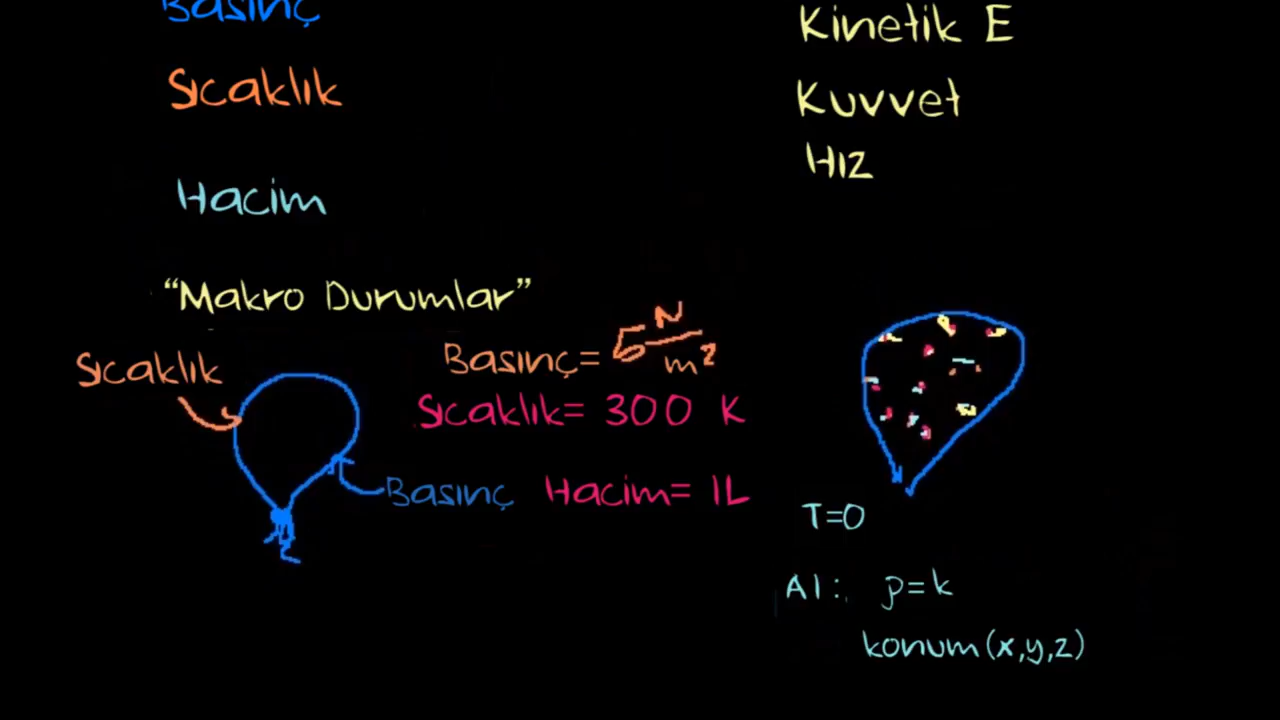 Basınç
Sıcaklık
Hacim
"Makro Durumlar"
Sıcaklık
Basınç= 5 N/m²
Sıcaklık= 300 K
Basınç
Hacim= 1L
Kinetik E
Kuvvet
Hız
T=0
A1: p=k
konum(x,y,z)